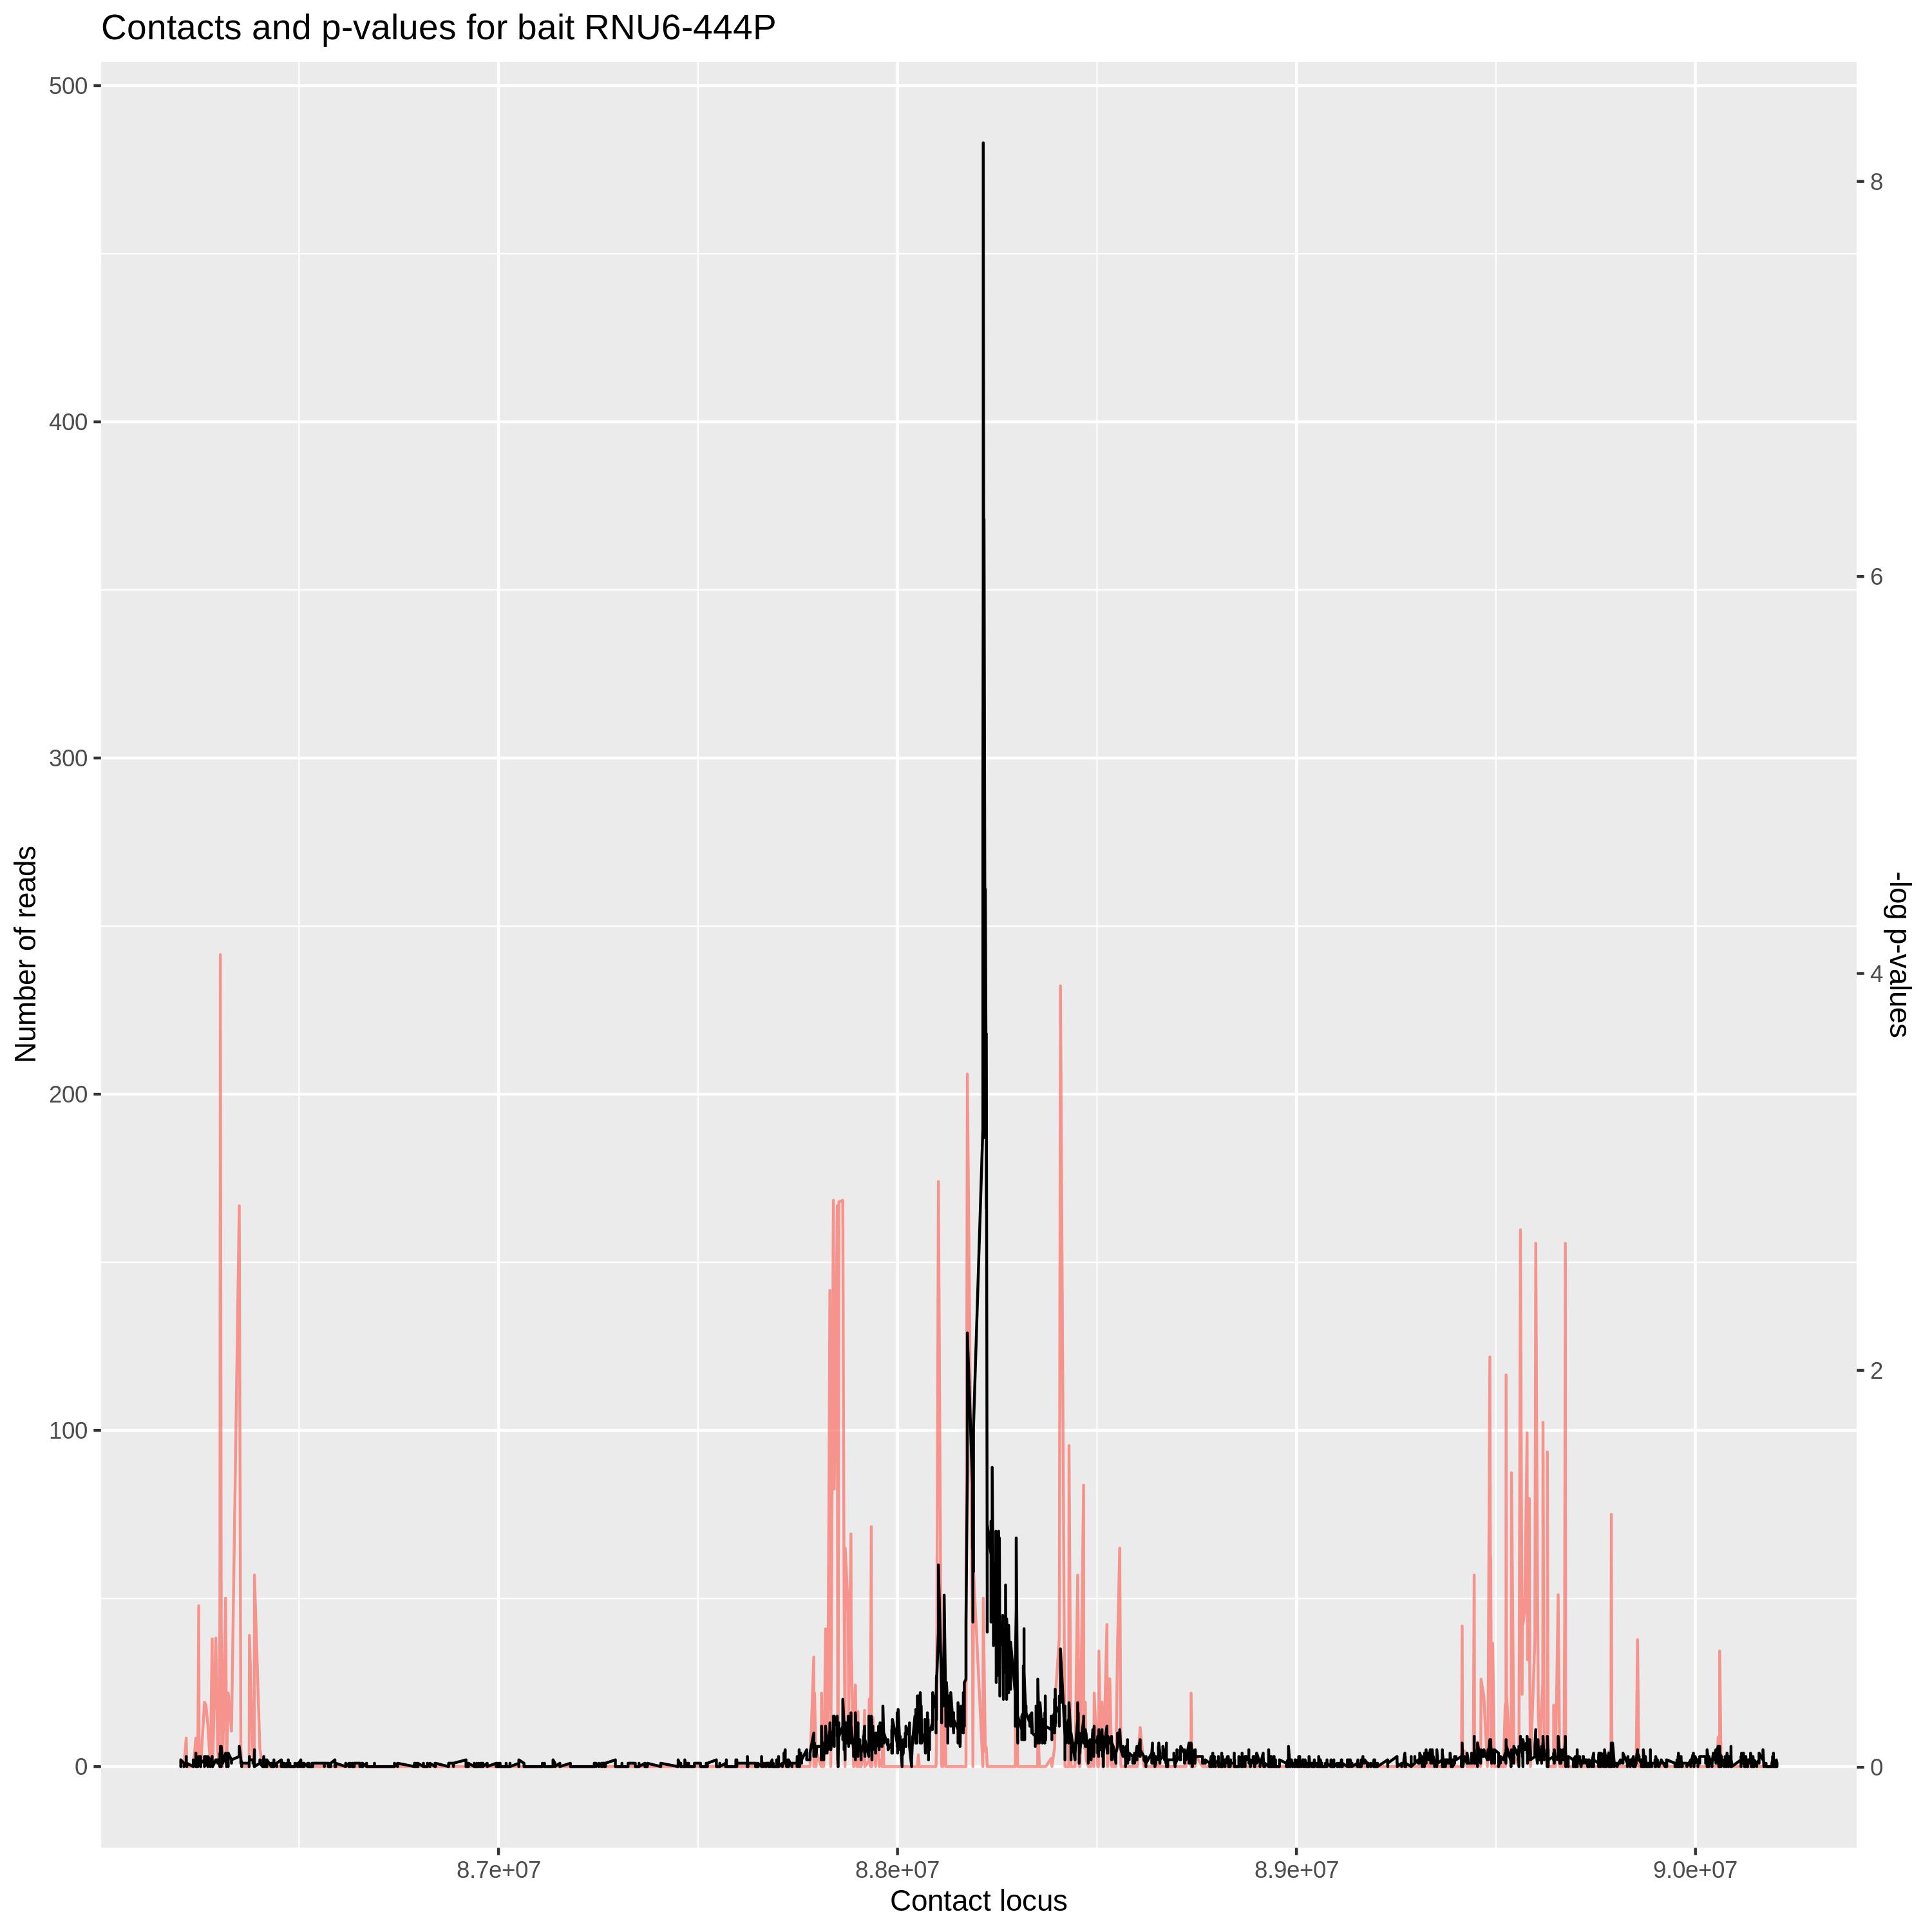 Contacts and p-values for bait RNU6-444P
500
400
300
200
100
0
Number of reads
8
6
4
2
0
-log p-values
8.7e+07
8.8e+07
8.9e+07
9.0e+07
Contact locus